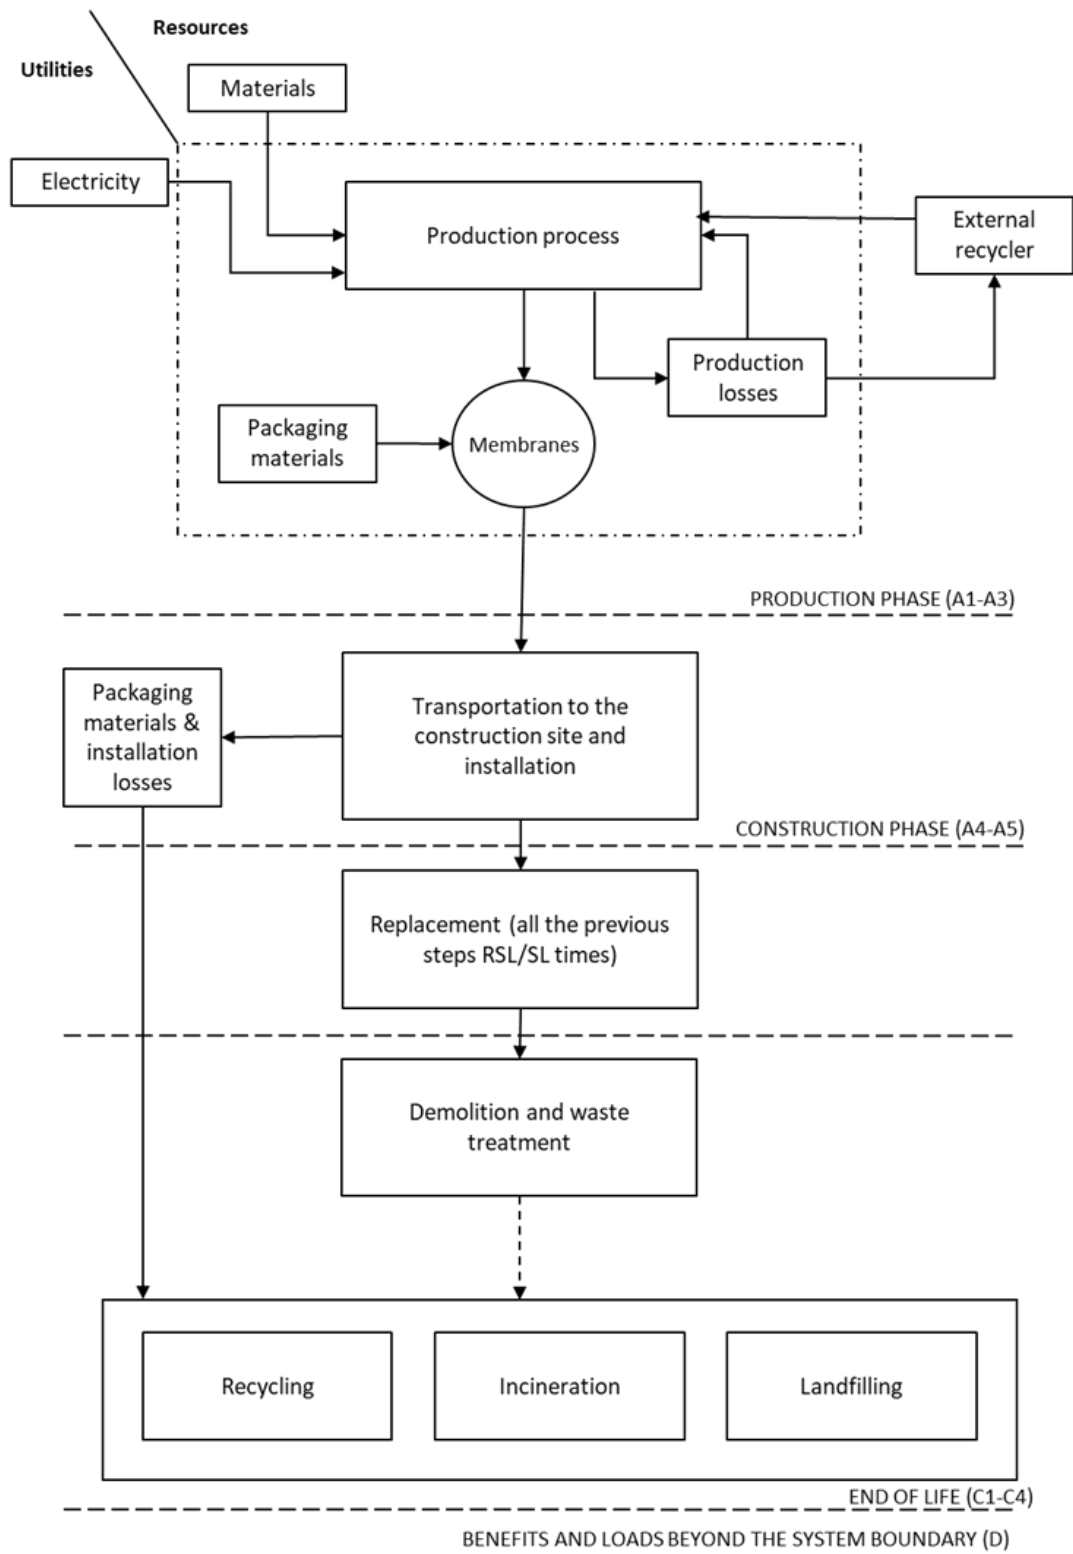 Resources
Utilities
Materials
Electricity
Production process
External
recycler
Production
losses
Packaging
materials
Membranes
PRODUCTION PHASE (A1-A3)
Packaging
materials &
installation
losses
Transportation to the
construction site and
installation
CONSTRUCTION PHASE (A4-A5)
Replacement (all the previous
steps RSL/SL times)
Demolition and waste
treatment
Recycling
Incineration
Landfilling
END OF LIFE (C1-C4)
BENEFITS AND LOADS BEYOND THE SYSTEM BOUNDARY (D)